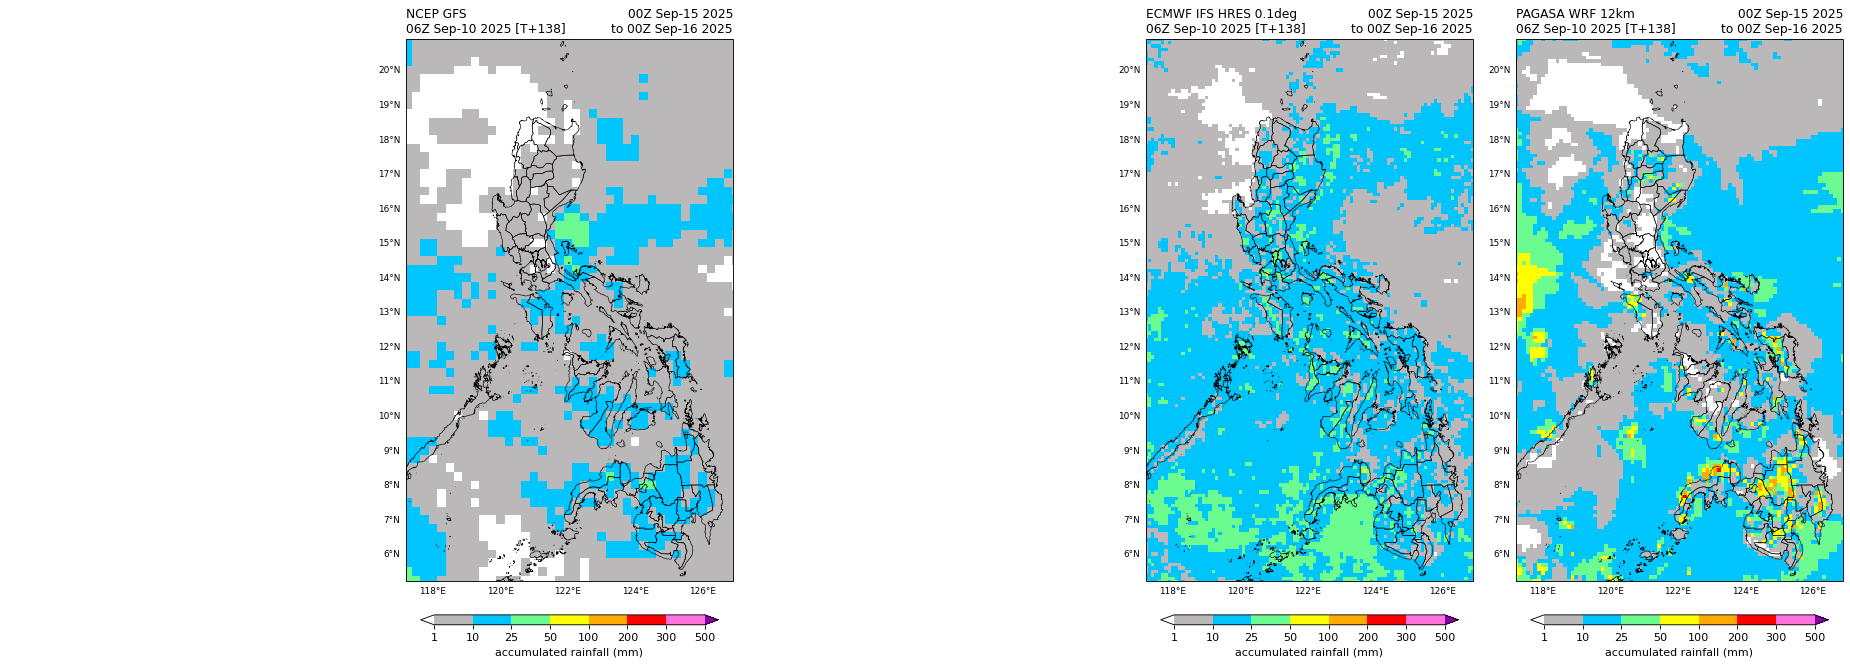 NCEP GFS 00Z Sep-15 2025
06Z Sep-10 2025 [T+138] to 00Z Sep-16 2025
20°N
19°N
18°N
17°N
16°N
15°N
14°N
13°N
12°N
11°N
10°N
9°N
8°N
7°N
6°N
118°E 120°E 122°E 124°E 126°E
1 10 25 50 100 200 300 500
accumulated rainfall (mm)
ECMWF IFS HRES 0.1deg 00Z Sep-15 2025
06Z Sep-10 2025 [T+138] to 00Z Sep-16 2025
20°N
19°N
18°N
17°N
16°N
15°N
14°N
13°N
12°N
11°N
10°N
9°N
8°N
7°N
6°N
118°E 120°E 122°E 124°E 126°E
1 10 25 50 100 200 300 500
accumulated rainfall (mm)
PAGASA WRF 12km 00Z Sep-15 2025
06Z Sep-10 2025 [T+138] to 00Z Sep-16 2025
20°N
19°N
18°N
17°N
16°N
15°N
14°N
13°N
12°N
11°N
10°N
9°N
8°N
7°N
6°N
118°E 120°E 122°E 124°E 126°E
1 10 25 50 100 200 300 500
accumulated rainfall (mm)